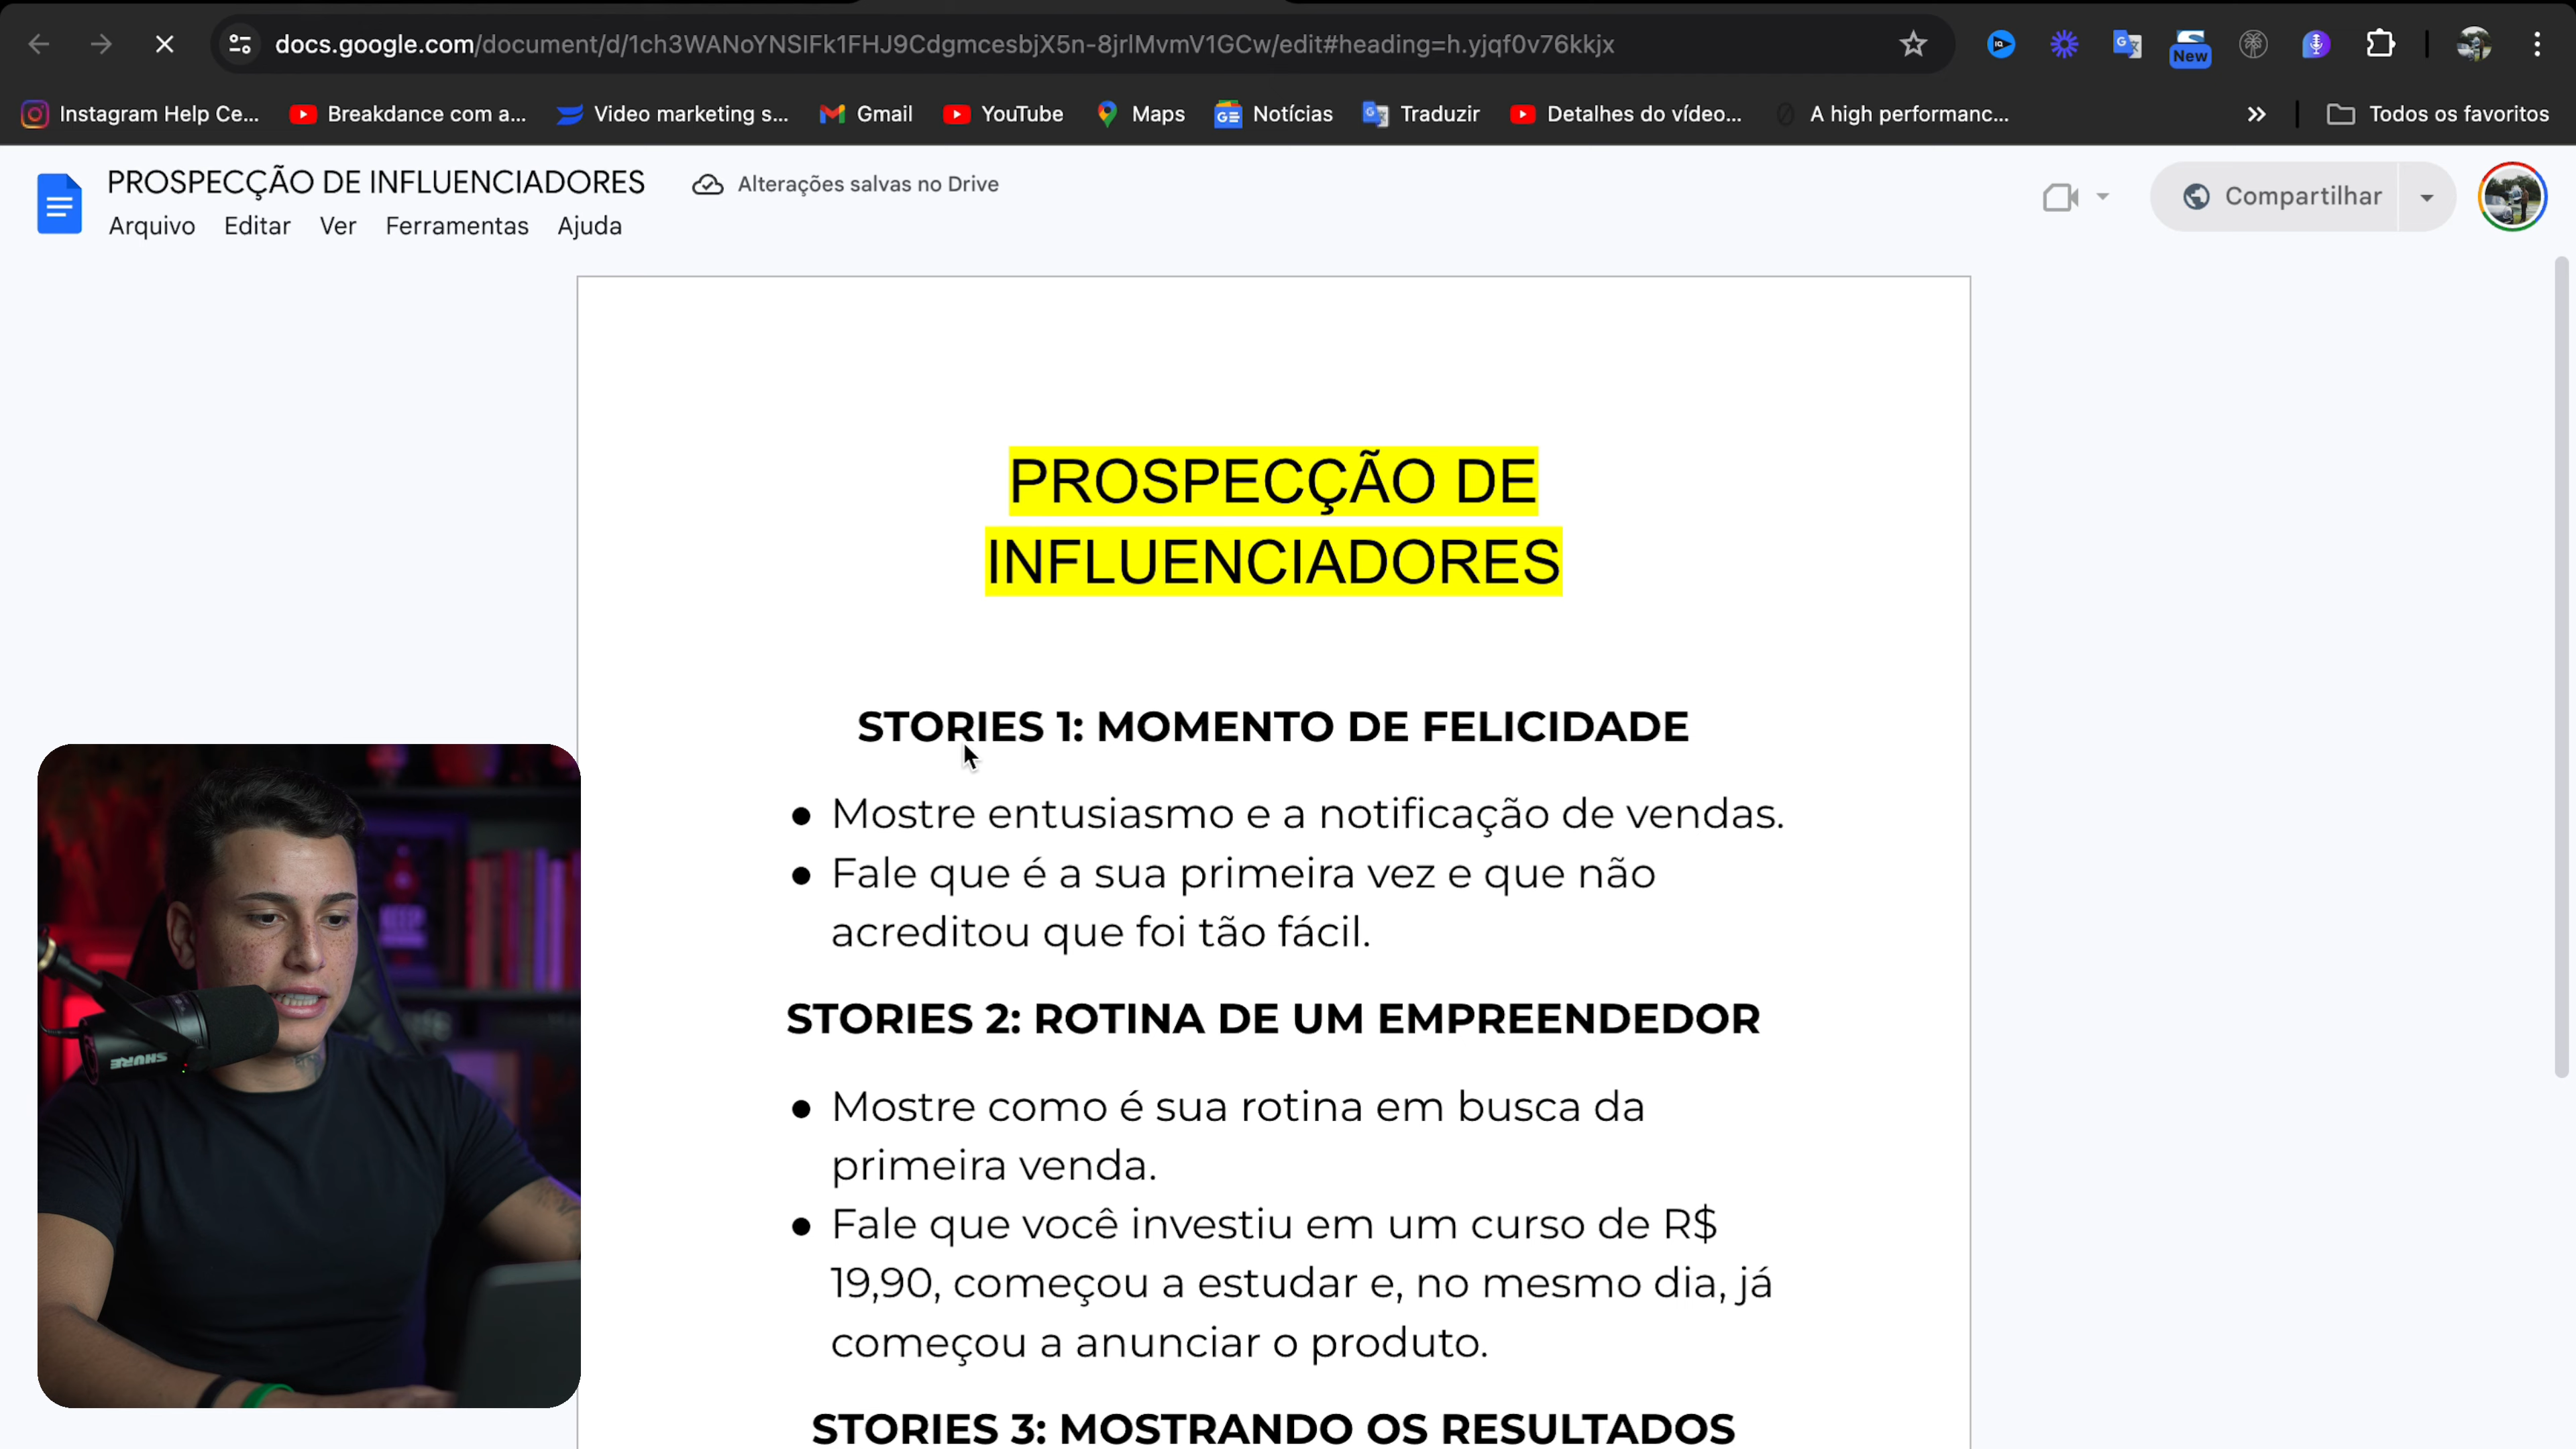 docs.google.com/document/d/1ch3WANoYNSIFk1FHJ9CdgmcesbjX5n-8jrlMvmV1GCw/edit#heading=h.yjqf0v76kkjx
New
Instagram Help Ce... Breakdance com a... Video marketing s... Gmail YouTube Maps Notícias Traduzir Detalhes do vídeo... A high performanc... Todos os favoritos
PROSPECÇÃO DE INFLUENCIADORES Alterações salvas no Drive
Compartilhar
Arquivo Editar Ver Ferramentas Ajuda
PROSPECÇÃO DE
INFLUENCIADORES
STORIES 1: MOMENTO DE FELICIDADE
● Mostre entusiasmo e a notificação de vendas.
● Fale que é a sua primeira vez e que não
acreditou que foi tão fácil.
STORIES 2: ROTINA DE UM EMPREENDEDOR
● Mostre como é sua rotina em busca da
primeira venda.
● Fale que você investiu em um curso de R$
19,90, começou a estudar e, no mesmo dia, já
começou a anunciar o produto.
STORIES 3: MOSTRANDO OS RESULTADOS
SHURE